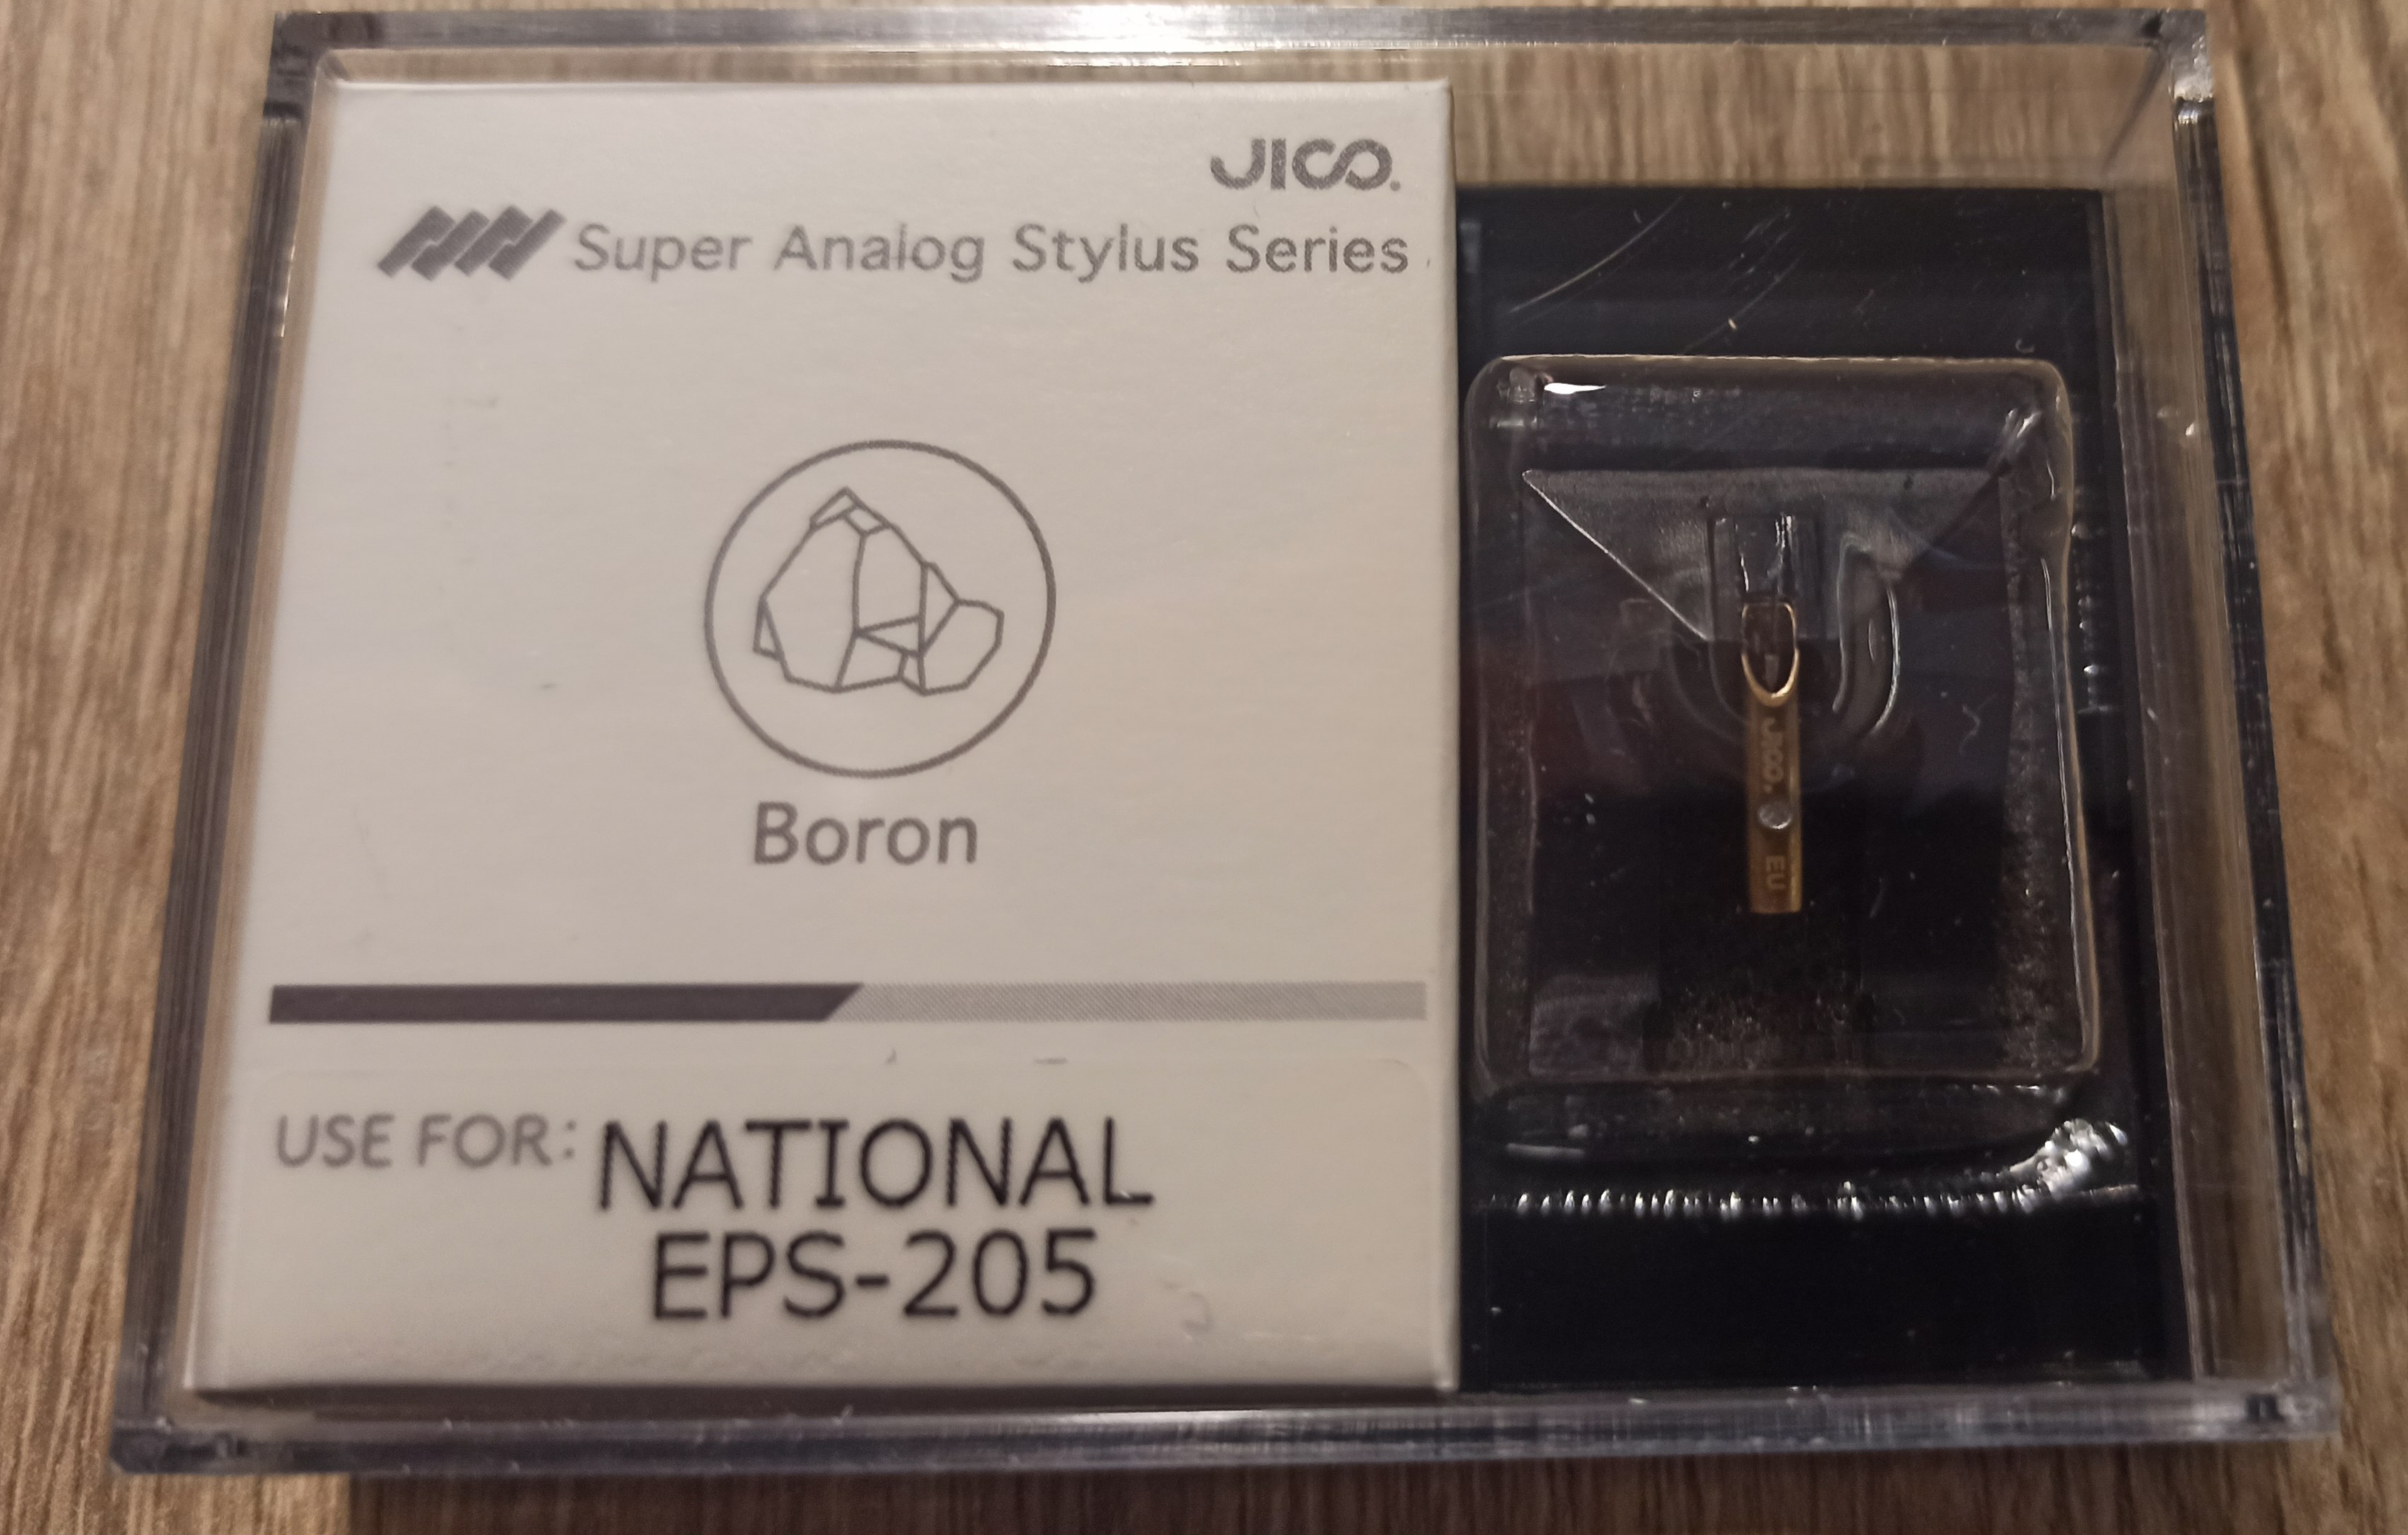 JICO.
Super Analog Stylus Series
Boron
USE FOR: NATIONAL
EPS-205
JICO.
EU